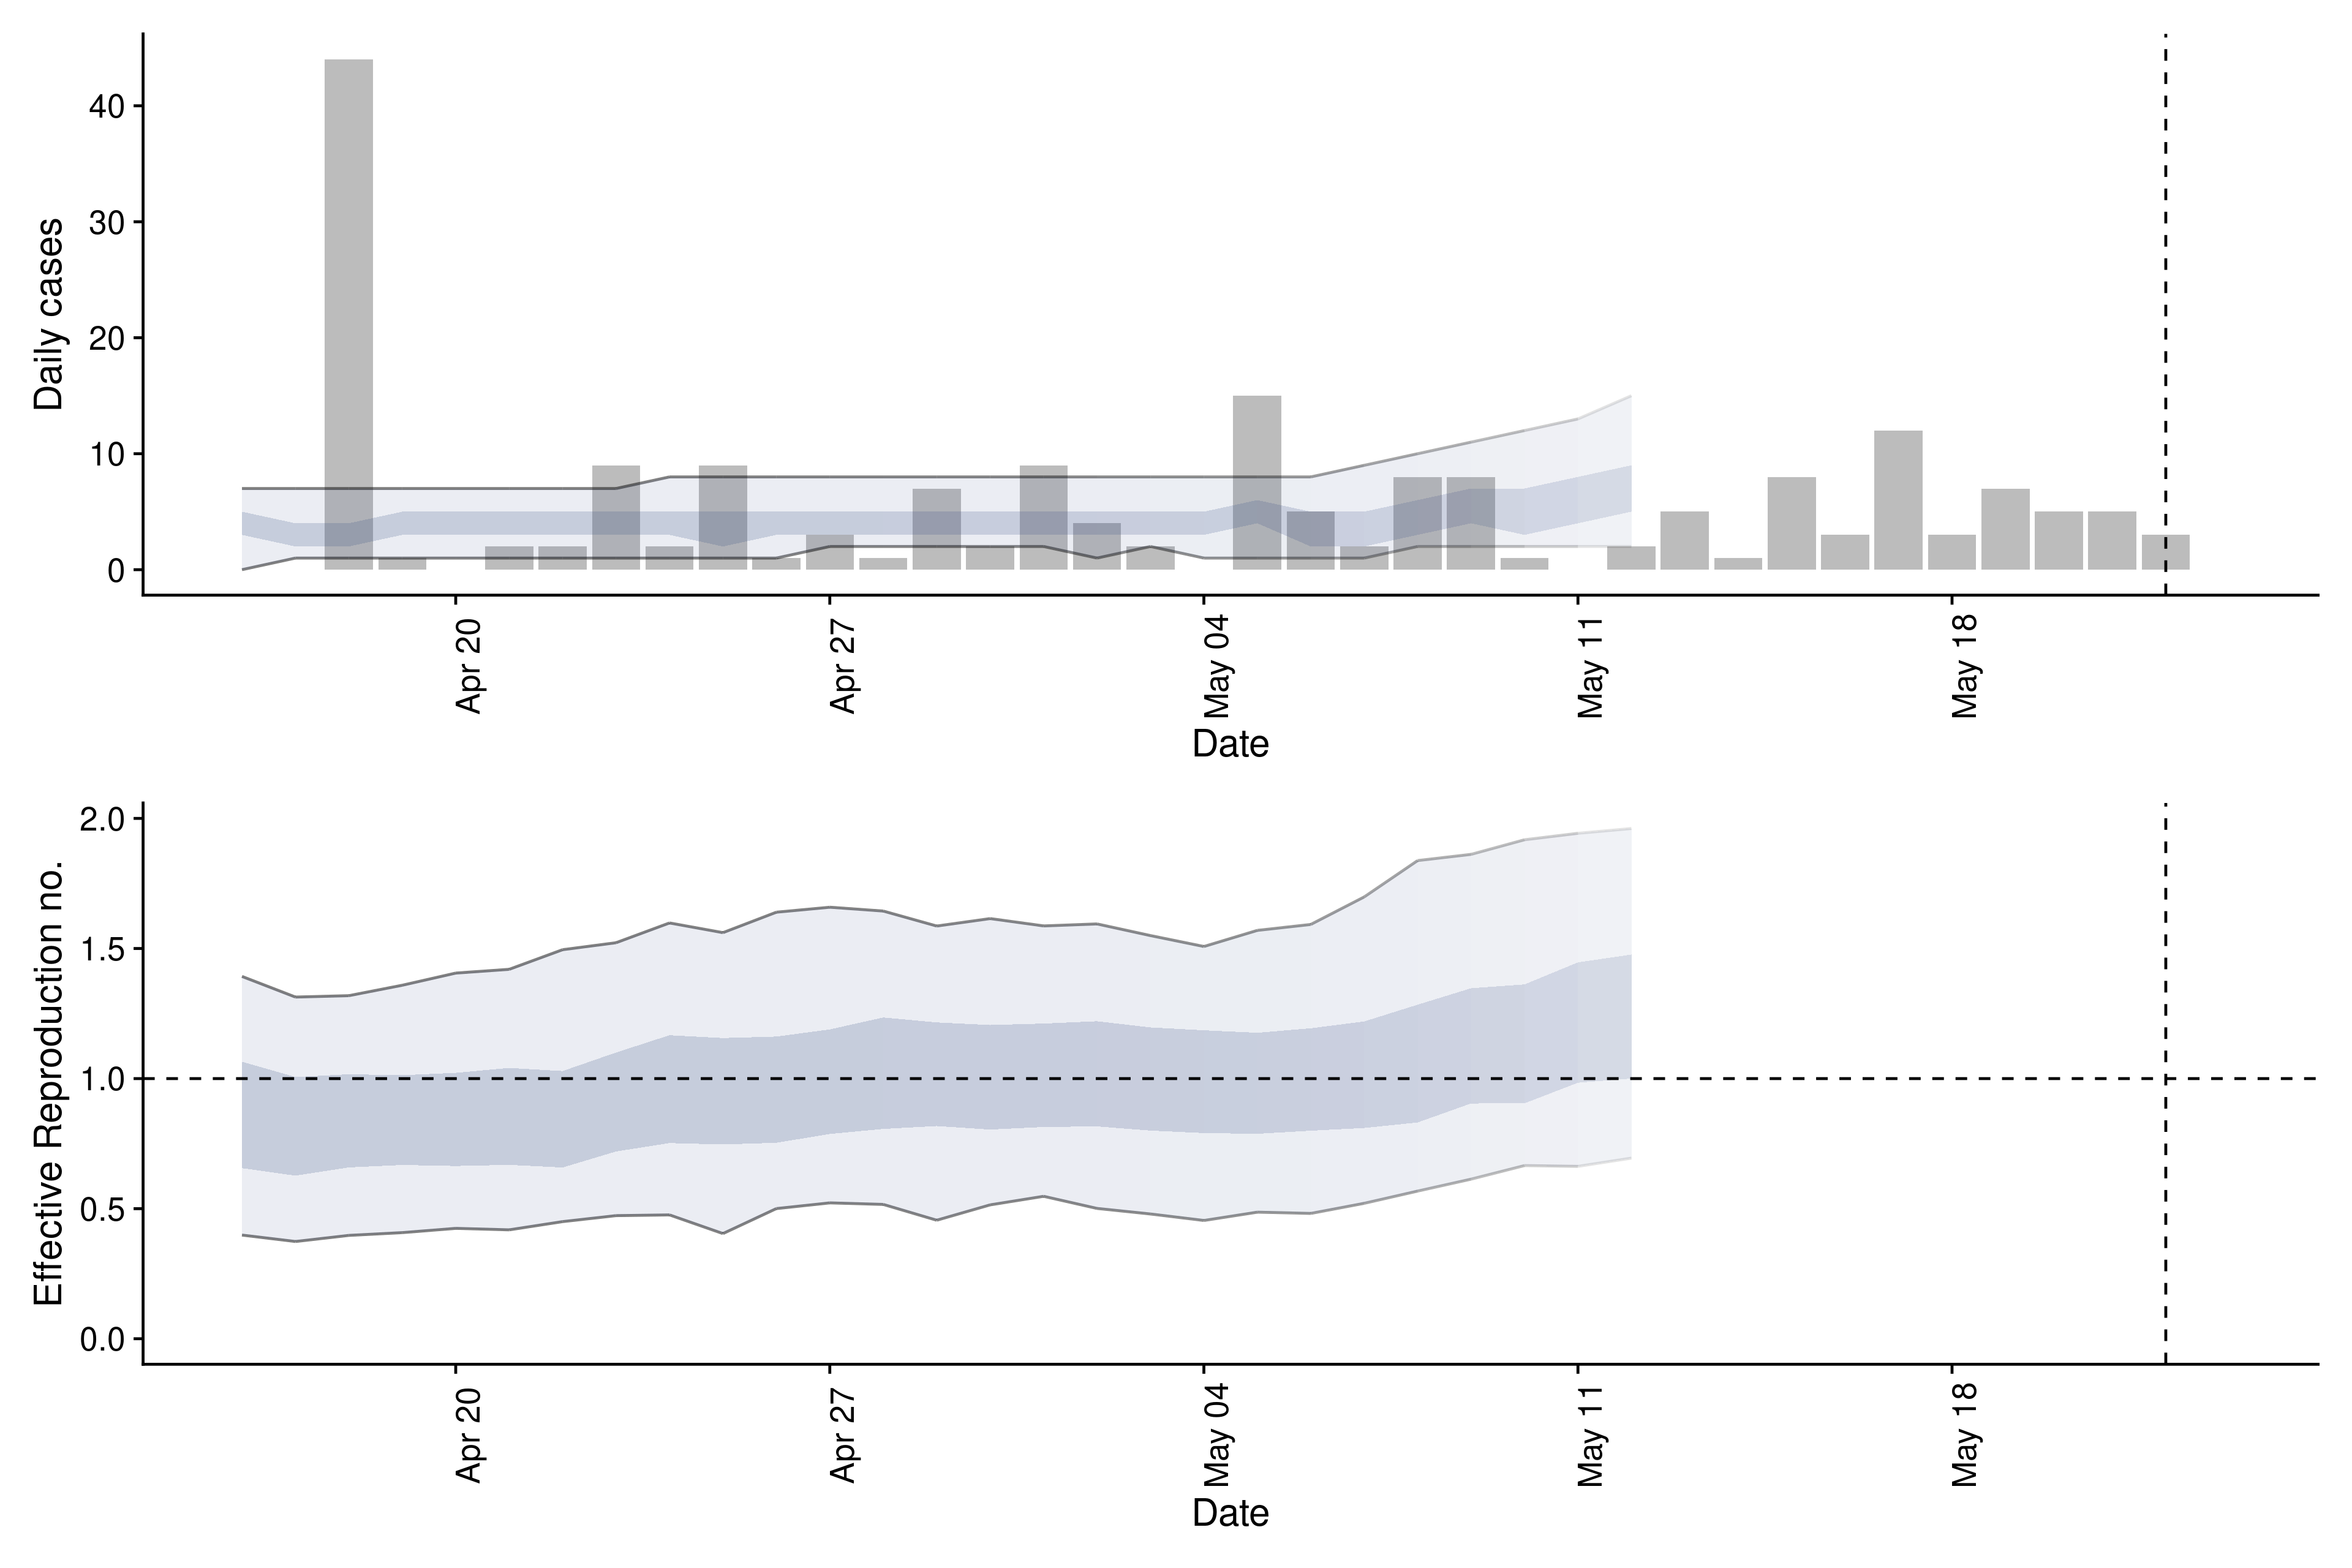 Daily cases
40
30
20
10
0
Apr 20
Apr 27
May 04
May 11
May 18
Date
Effective Reproduction no.
2.0
1.5
1.0
0.5
0.0
Apr 20
Apr 27
May 04
May 11
May 18
Date